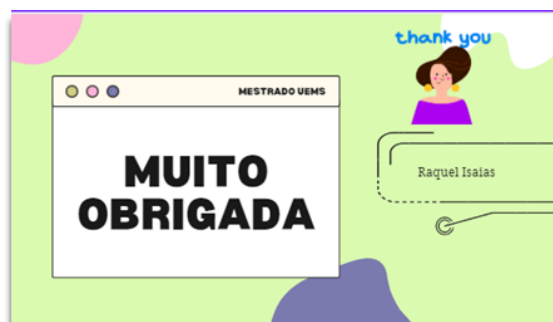 thank you
MESTRADO UEMS
MUITO
OBRIGADA
Raquel Isaias